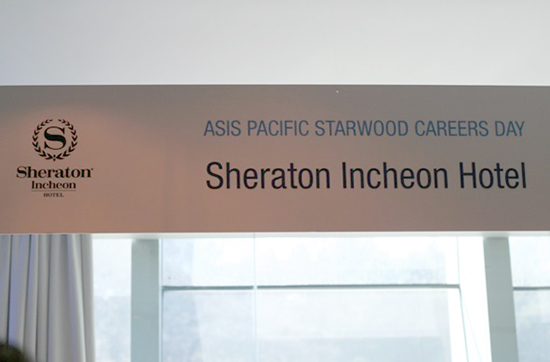 S
Sheraton®
Incheon
HOTEL
ASIS PACIFIC STARWOOD CAREERS DAY
Sheraton Incheon Hotel